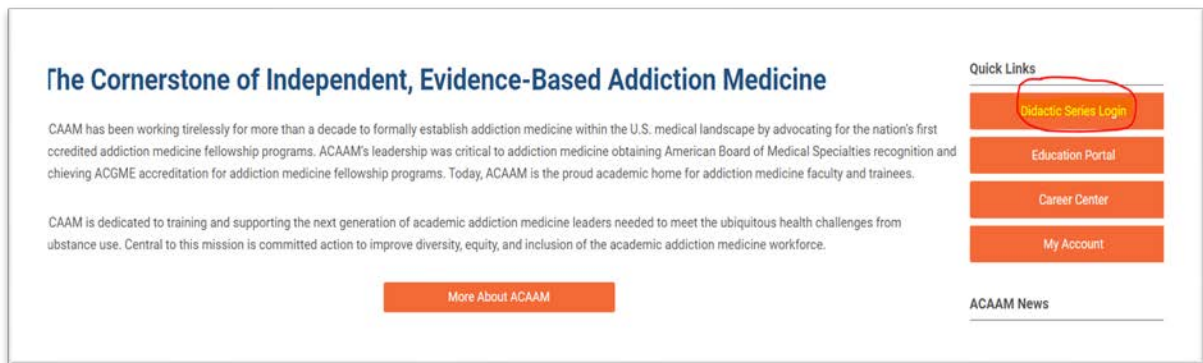 The Cornerstone of Independent, Evidence-Based Addiction Medicine
CAAM has been working tirelessly for more than a decade to formally establish addiction medicine within the U.S. medical landscape by advocating for the nation's first
ccredited addiction medicine fellowship programs. ACAAM's leadership was critical to addiction medicine obtaining American Board of Medical Specialties recognition and
chieving ACGME accreditation for addiction medicine fellowship programs. Today, ACAAM is the proud academic home for addiction medicine faculty and trainees.
CAAM is dedicated to training and supporting the next generation of academic addiction medicine leaders needed to meet the ubiquitous health challenges from
ubstance use. Central to this mission is committed action to improve diversity, equity, and inclusion of the academic addiction medicine workforce.
More About ACAAM
Quick Links
Didactic Series Login
Education Portal
Career Center
My Account
ACAAM News